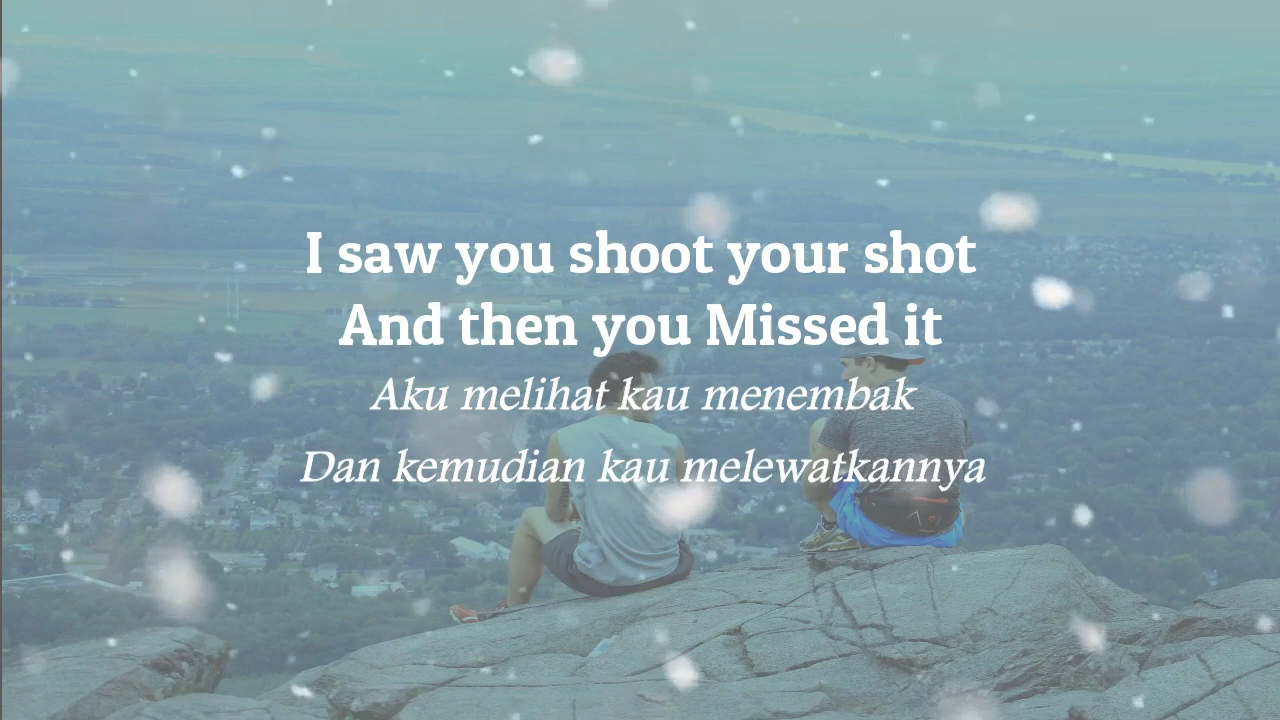 I saw you shoot your shot
And then you Missed it
Aku melihat kau menembak
Dan kemudian kau melewatkannya